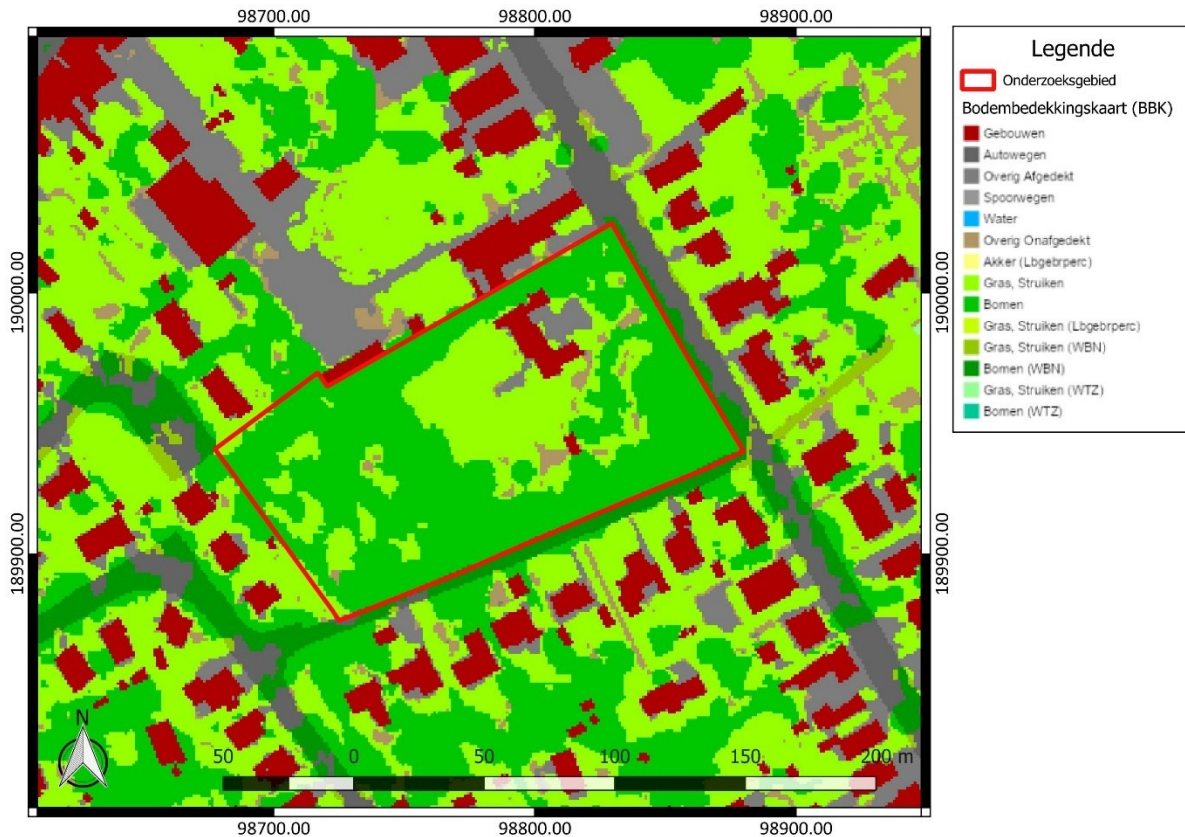 98700.00 98800.00 98900.00
Legende
Onderzoeksgebied
Bodembedekkingskaart (BBK)
Gebouwen
Autowegen
Overig Afgedekt
Spoorwegen
Water
Overig Onafgedekt
Akker (Lbgebrperc)
Gras, Struiken
Bomen
Gras, Struiken (Lbgebrperc)
Gras, Struiken (WBN)
Bomen (WBN)
Gras, Struiken (WTZ)
Bomen (WTZ)
190000.00 190000.00
189900.00 189900.00
N
50 0 50 100 150 200 m
98700.00 98800.00 98900.00